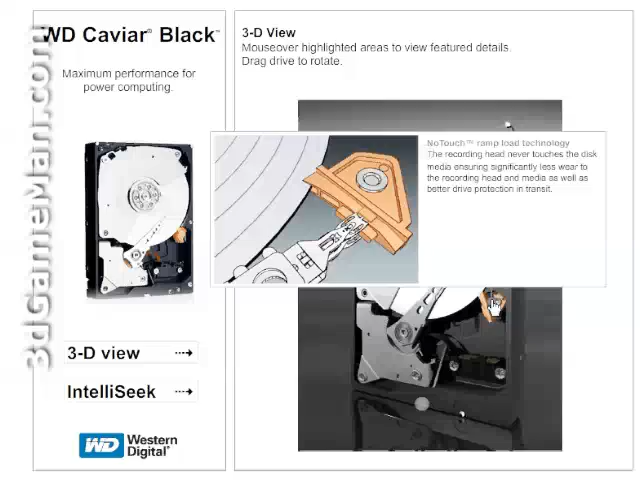 WD Caviar® Black™
Maximum performance for
power computing.
3-D view
IntelliSeek
WD Western
Digital®
3dGameMan.com
3-D View
Mouseover highlighted areas to view featured details.
Drag drive to rotate.
NoTouch™ ramp load technology
The recording head never touches the disk
media ensuring significantly less wear to
the recording head and media as well as
better drive protection in transit.